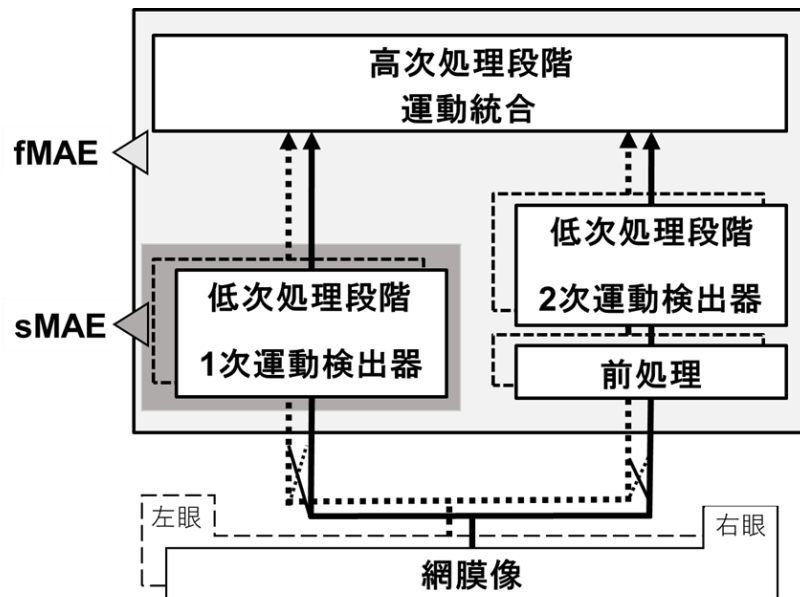 高次処理段階
運動統合
fMAE
低次処理段階
2次運動検出器
低次処理段階
1次運動検出器
sMAE
前処理
左眼
右眼
網膜像